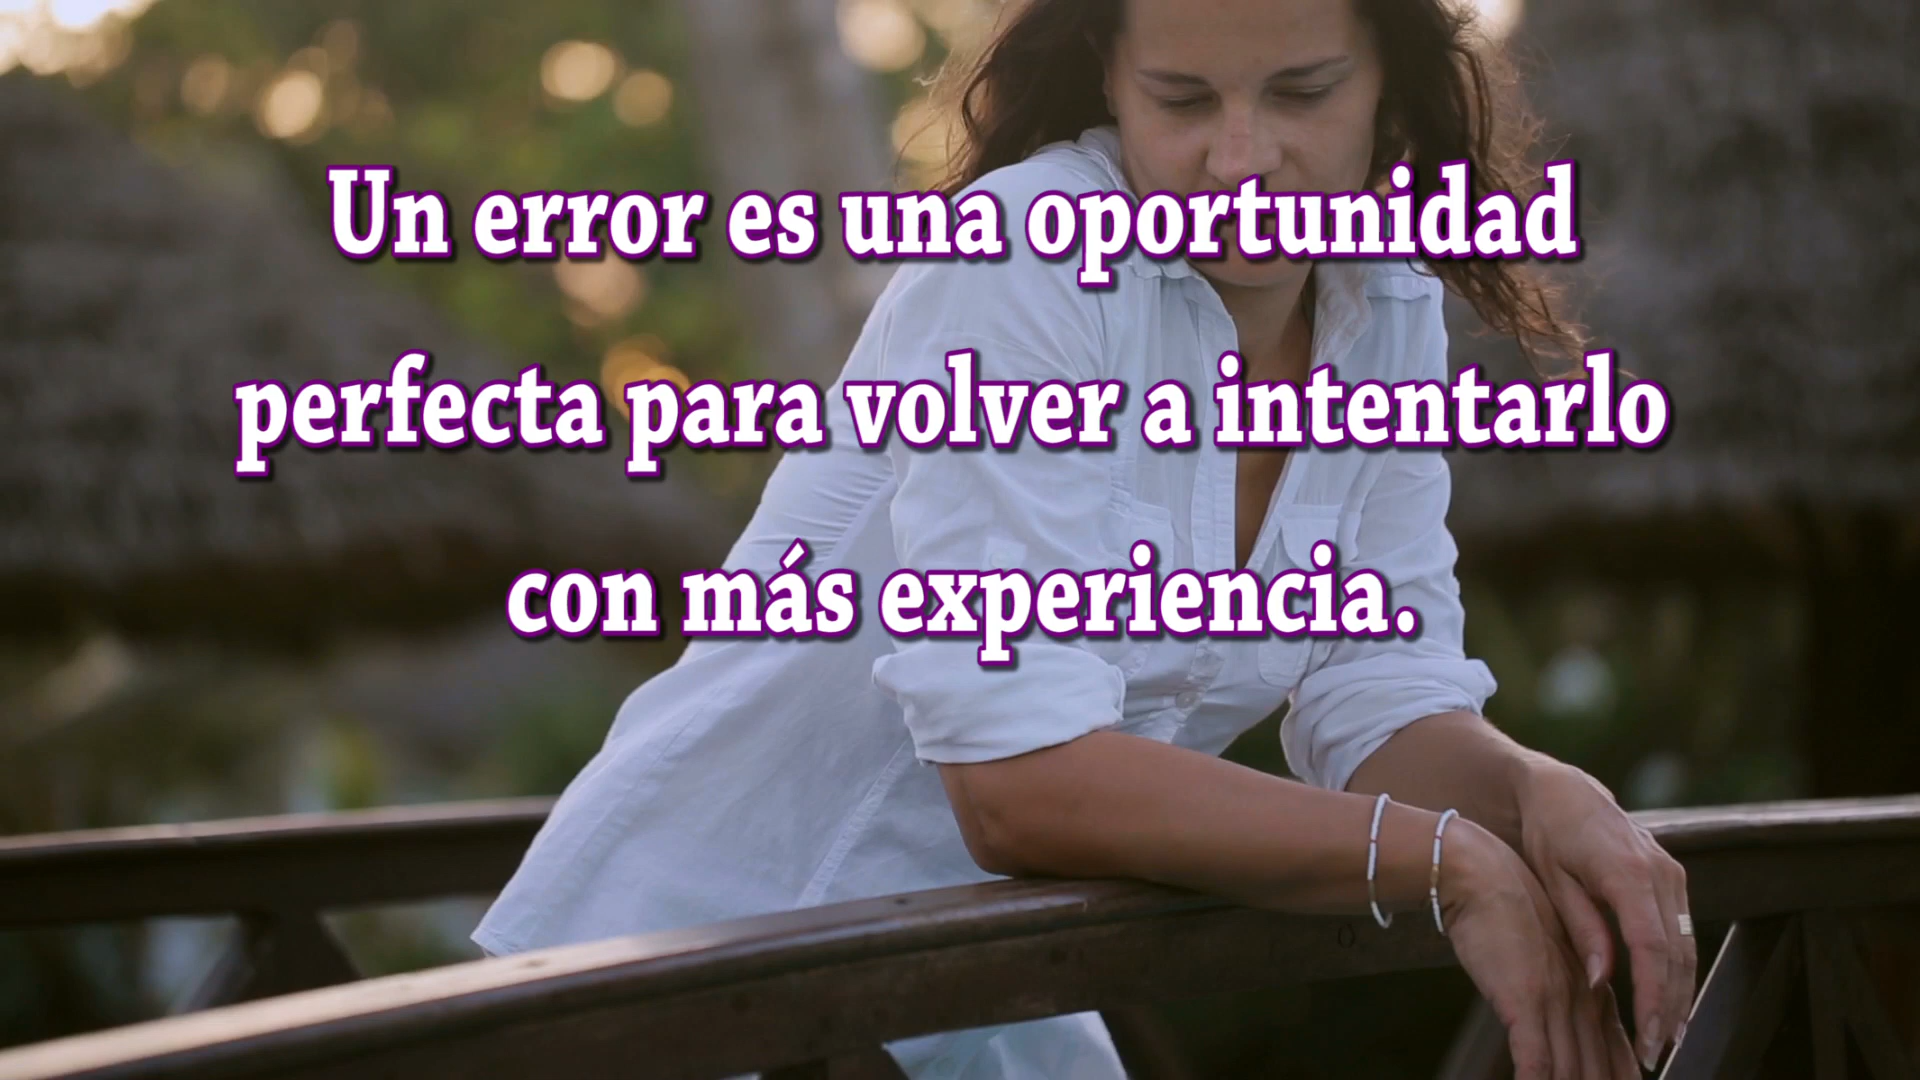 Un error es una oportunidad
perfecta para volver a intentarlo
con más experiencia.